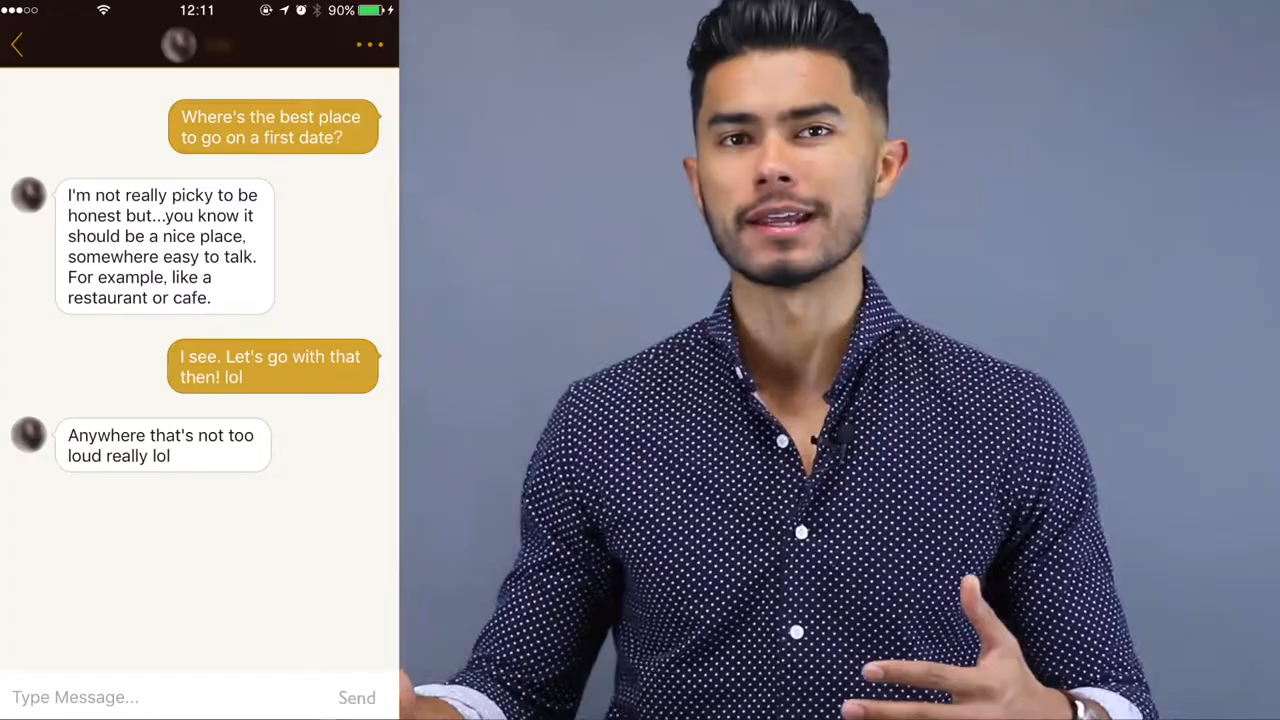 12:11
90%
Where's the best place
to go on a first date?
I'm not really picky to be
honest but...you know it
should be a nice place,
somewhere easy to talk.
For example, like a
restaurant or cafe.
I see. Let's go with that
then! lol
Anywhere that's not too
loud really lol
Type Message...
Send